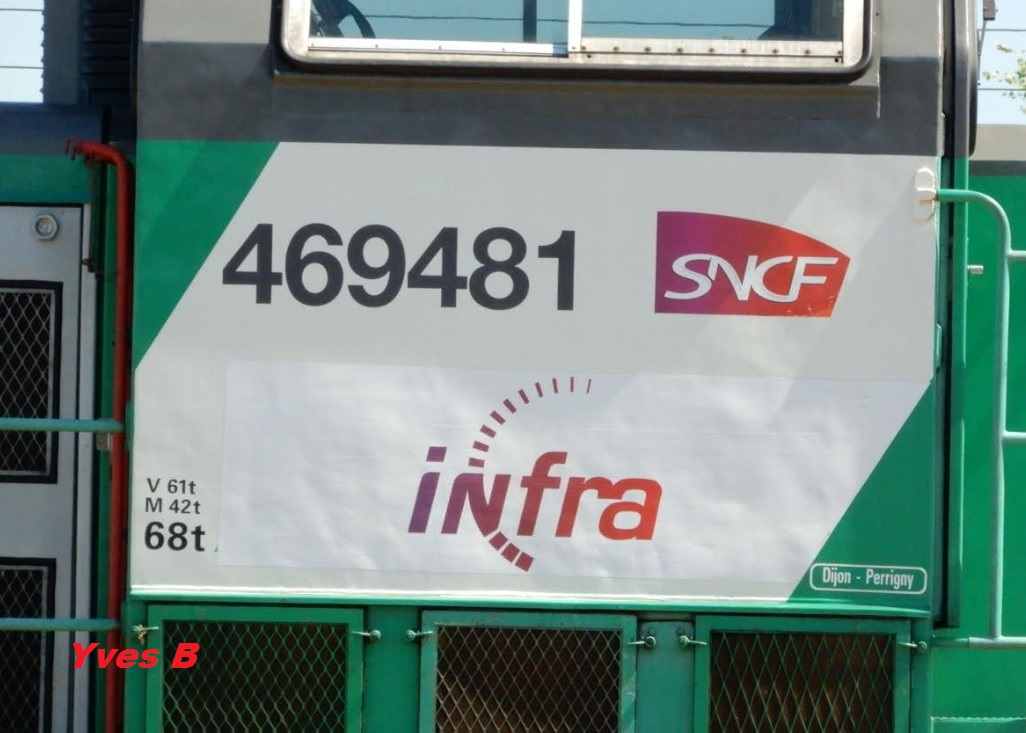 469481
SNCF
infra
V 61t
M 42t
68t
Dijon - Perrigny
Yves B